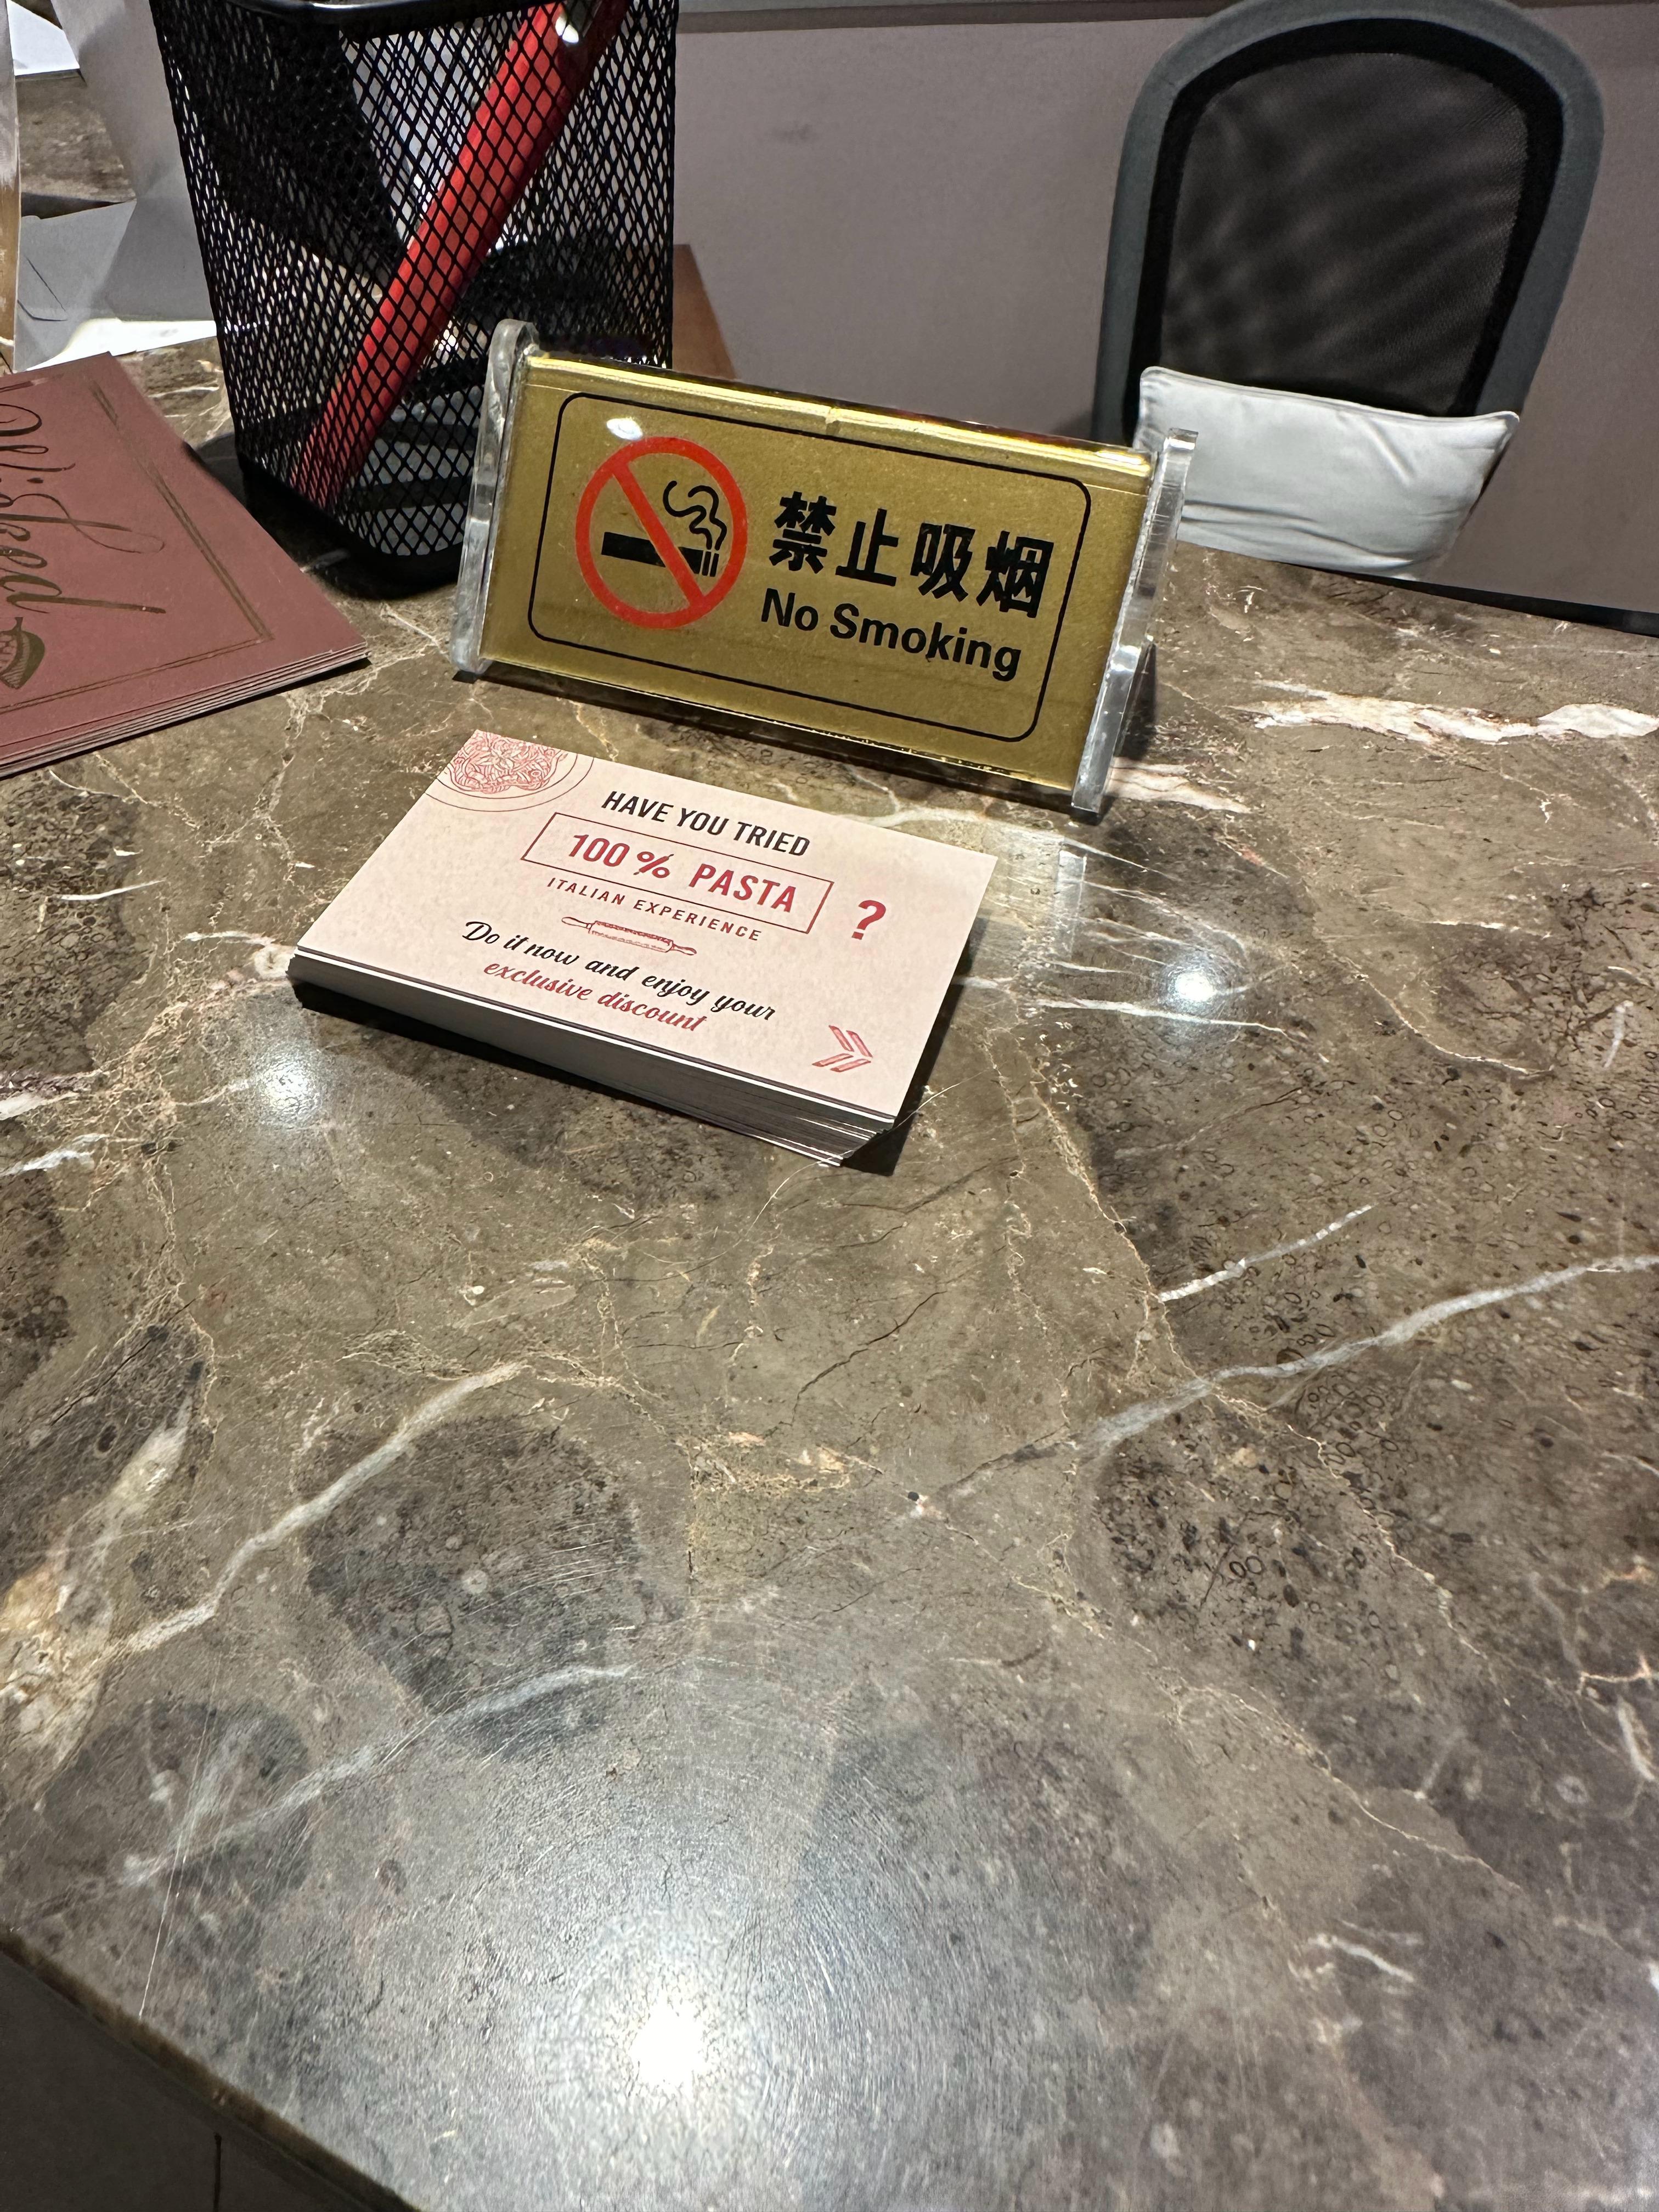 禁止吸烟
No Smoking
HAVE YOU TRIED
100% PASTA
ITALIAN EXPERIENCE
?
Do it now and enjoy your
exclusive discount